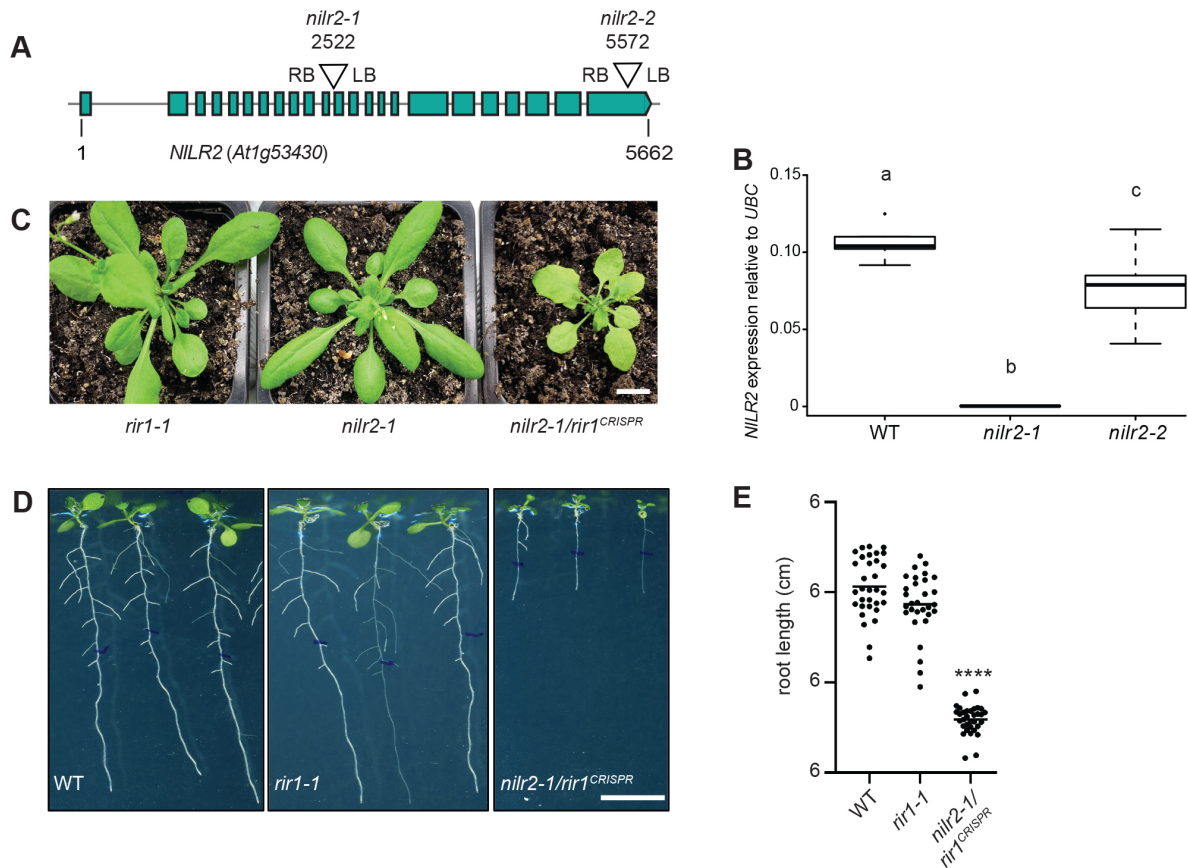 A
nilr2-1
2522
nilr2-2
5572
RB LB
RB LB
1
NILR2 (At1g53430)
5662
B
NILR2 expression relative to UBC
0.15
0.10
0.05
0
a
b
c
WT
nilr2-1
nilr2-2
C
rir1-1
nilr2-1
nilr2-1/rir1CRISPR
D
WT
rir1-1
nilr2-1/rir1CRISPR
E
root length (cm)
6
6
6
6
****
WT
rir1-1
nilr2-1/
rir1CRISPR